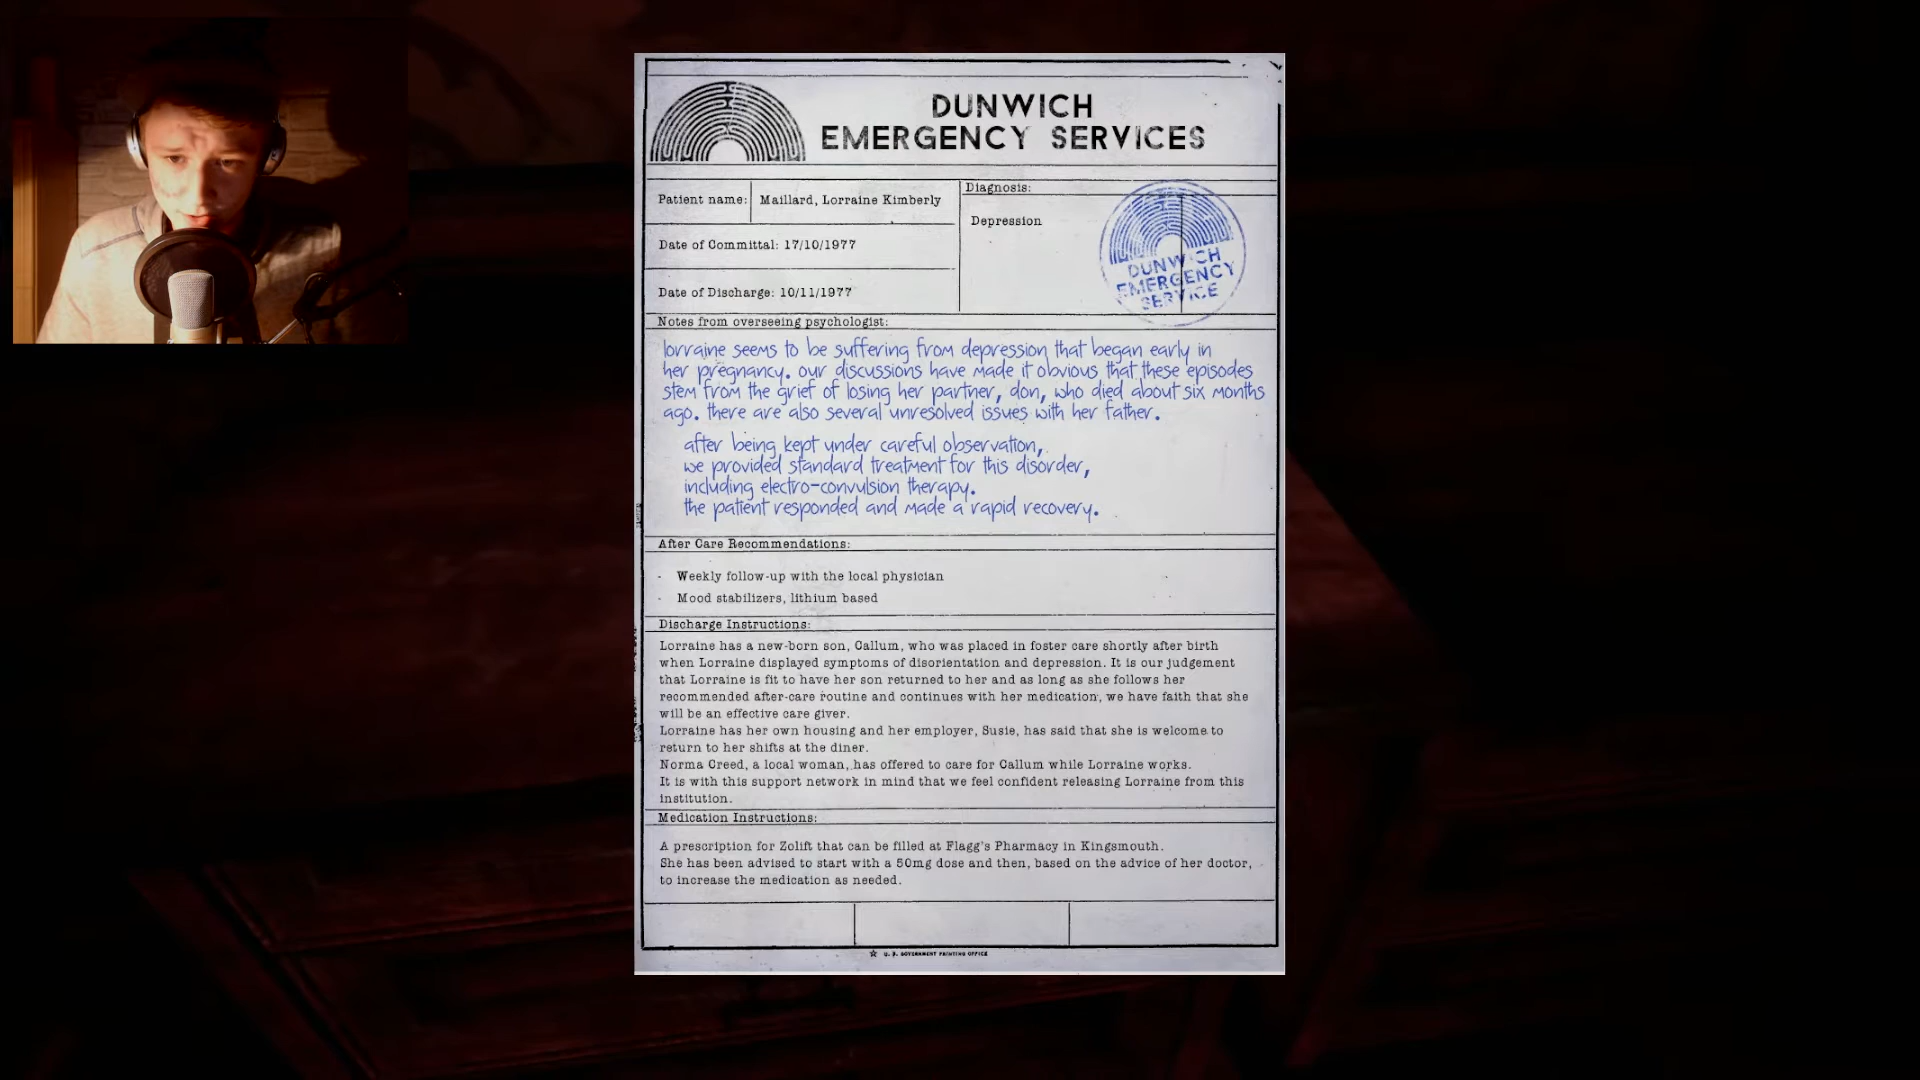 DUNWICH
EMERGENCY SERVICES
Patient name: Maillard, Lorraine Kimberly
Diagnosis:
Depression
Date of Committal: 17/10/1977
Date of Discharge: 10/11/1977
DUNWICH
EMERGENCY
SERVICE
Notes from overseeing psychologist:
lorraine seems to be suffering from depression that began early in
her pregnancy. our discussions have made it obvious that these episodes
stem from the grief of losing her partner, don, who died about six months
ago. there are also several unresolved issues with her father.
after being kept under careful observation,
we provided standard treatment for this disorder,
including electro-convulsion therapy.
the patient responded and made a rapid recovery.
After Care Recommendations:
- Weekly follow-up with the local physician
- Mood stabilizers, lithium based
Discharge Instructions:
Lorraine has a new-born son, Callum, who was placed in foster care shortly after birth
when Lorraine displayed symptoms of disorientation and depression. It is our judgement
that Lorraine is fit to have her son returned to her and as long as she follows her
recommended after-care routine and continues with her medication, we have faith that she
will be an effective care giver.
Lorraine has her own housing and her employer, Susie, has said that she is welcome to
return to her shifts at the diner.
Norma Creed, a local woman, has offered to care for Callum while Lorraine works.
It is with this support network in mind that we feel confident releasing Lorraine from this
institution.
Medication Instructions:
A prescription for Zolift that can be filled at Flagg's Pharmacy in Kingsmouth.
She has been advised to start with a 50mg dose and then, based on the advice of her doctor,
to increase the medication as needed.
☆ U. S. GOVERNMENT PRINTING OFFICE